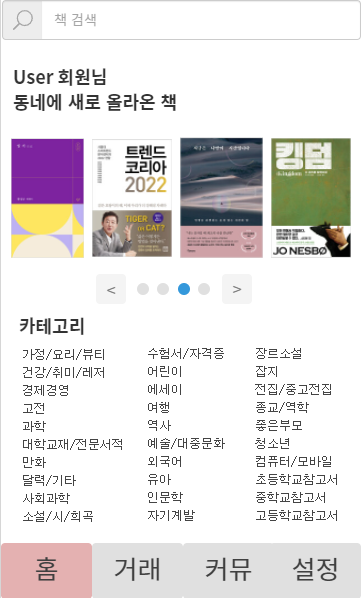 책 검색
User 회원님
동네에 새로 올라온 책
트렌드
코리아
2022
TIGER
or CAT?
킹덤
JO NESBØ
< >
카테고리
가정/요리/뷰티 수험서/자격증 장르소설
건강/취미/레저 어린이 잡지
경제경영 에세이 전집/중고전집
고전 여행 종교/역학
과학 역사 좋은부모
대학교재/전문서적 예술/대중문화 청소년
만화 외국어 컴퓨터/모바일
달력/기타 유아 초등학교참고서
사회과학 인문학 중학교참고서
소설/시/희곡 자기계발 고등학교참고서
홈 거래 커뮤 설정